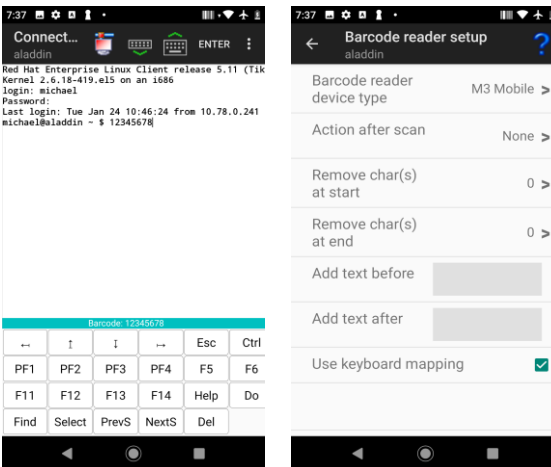 7:37
Connect...
aladdin
ENTER
Red Hat Enterprise Linux Client release 5.11 (Tik
Kernel 2.6.18-419.el5 on an i686
login: michael
Password:
Last login: Tue Jan 24 10:46:24 from 10.78.0.241
michael@aladdin ~ $ 12345678
Barcode: 12345678
← ↑ ↕ → Esc Ctrl
PF1 PF2 PF3 PF4 F5 F6
F11 F12 F13 F14 Help Do
Find Select PrevS NextS Del
7:37
Barcode reader setup
aladdin
?
Barcode reader
device type
M3 Mobile >
Action after scan
None >
Remove char(s)
at start
0 >
Remove char(s)
at end
0 >
Add text before
Add text after
Use keyboard mapping